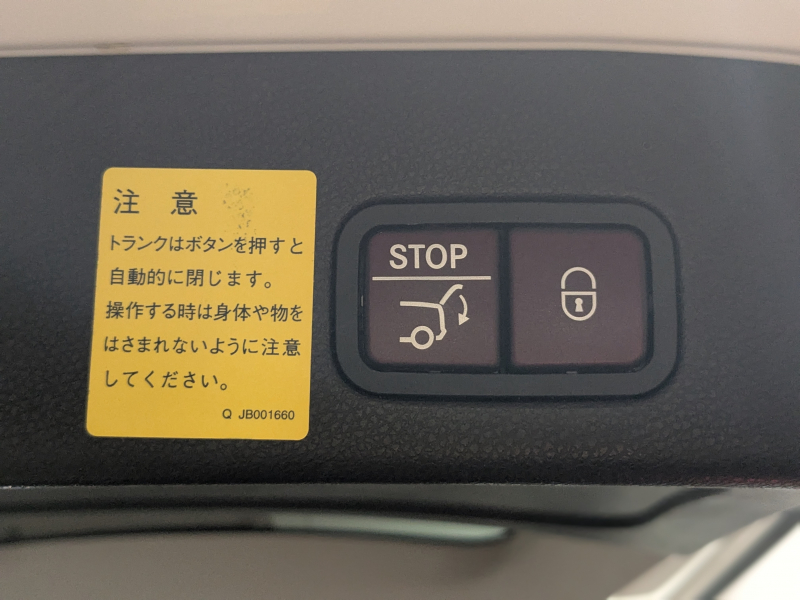 注 意
トランクはボタンを押すと
自動的に閉じます。
操作する時は身体や物を
はさまれないように注意
してください。
Q JB001660
STOP